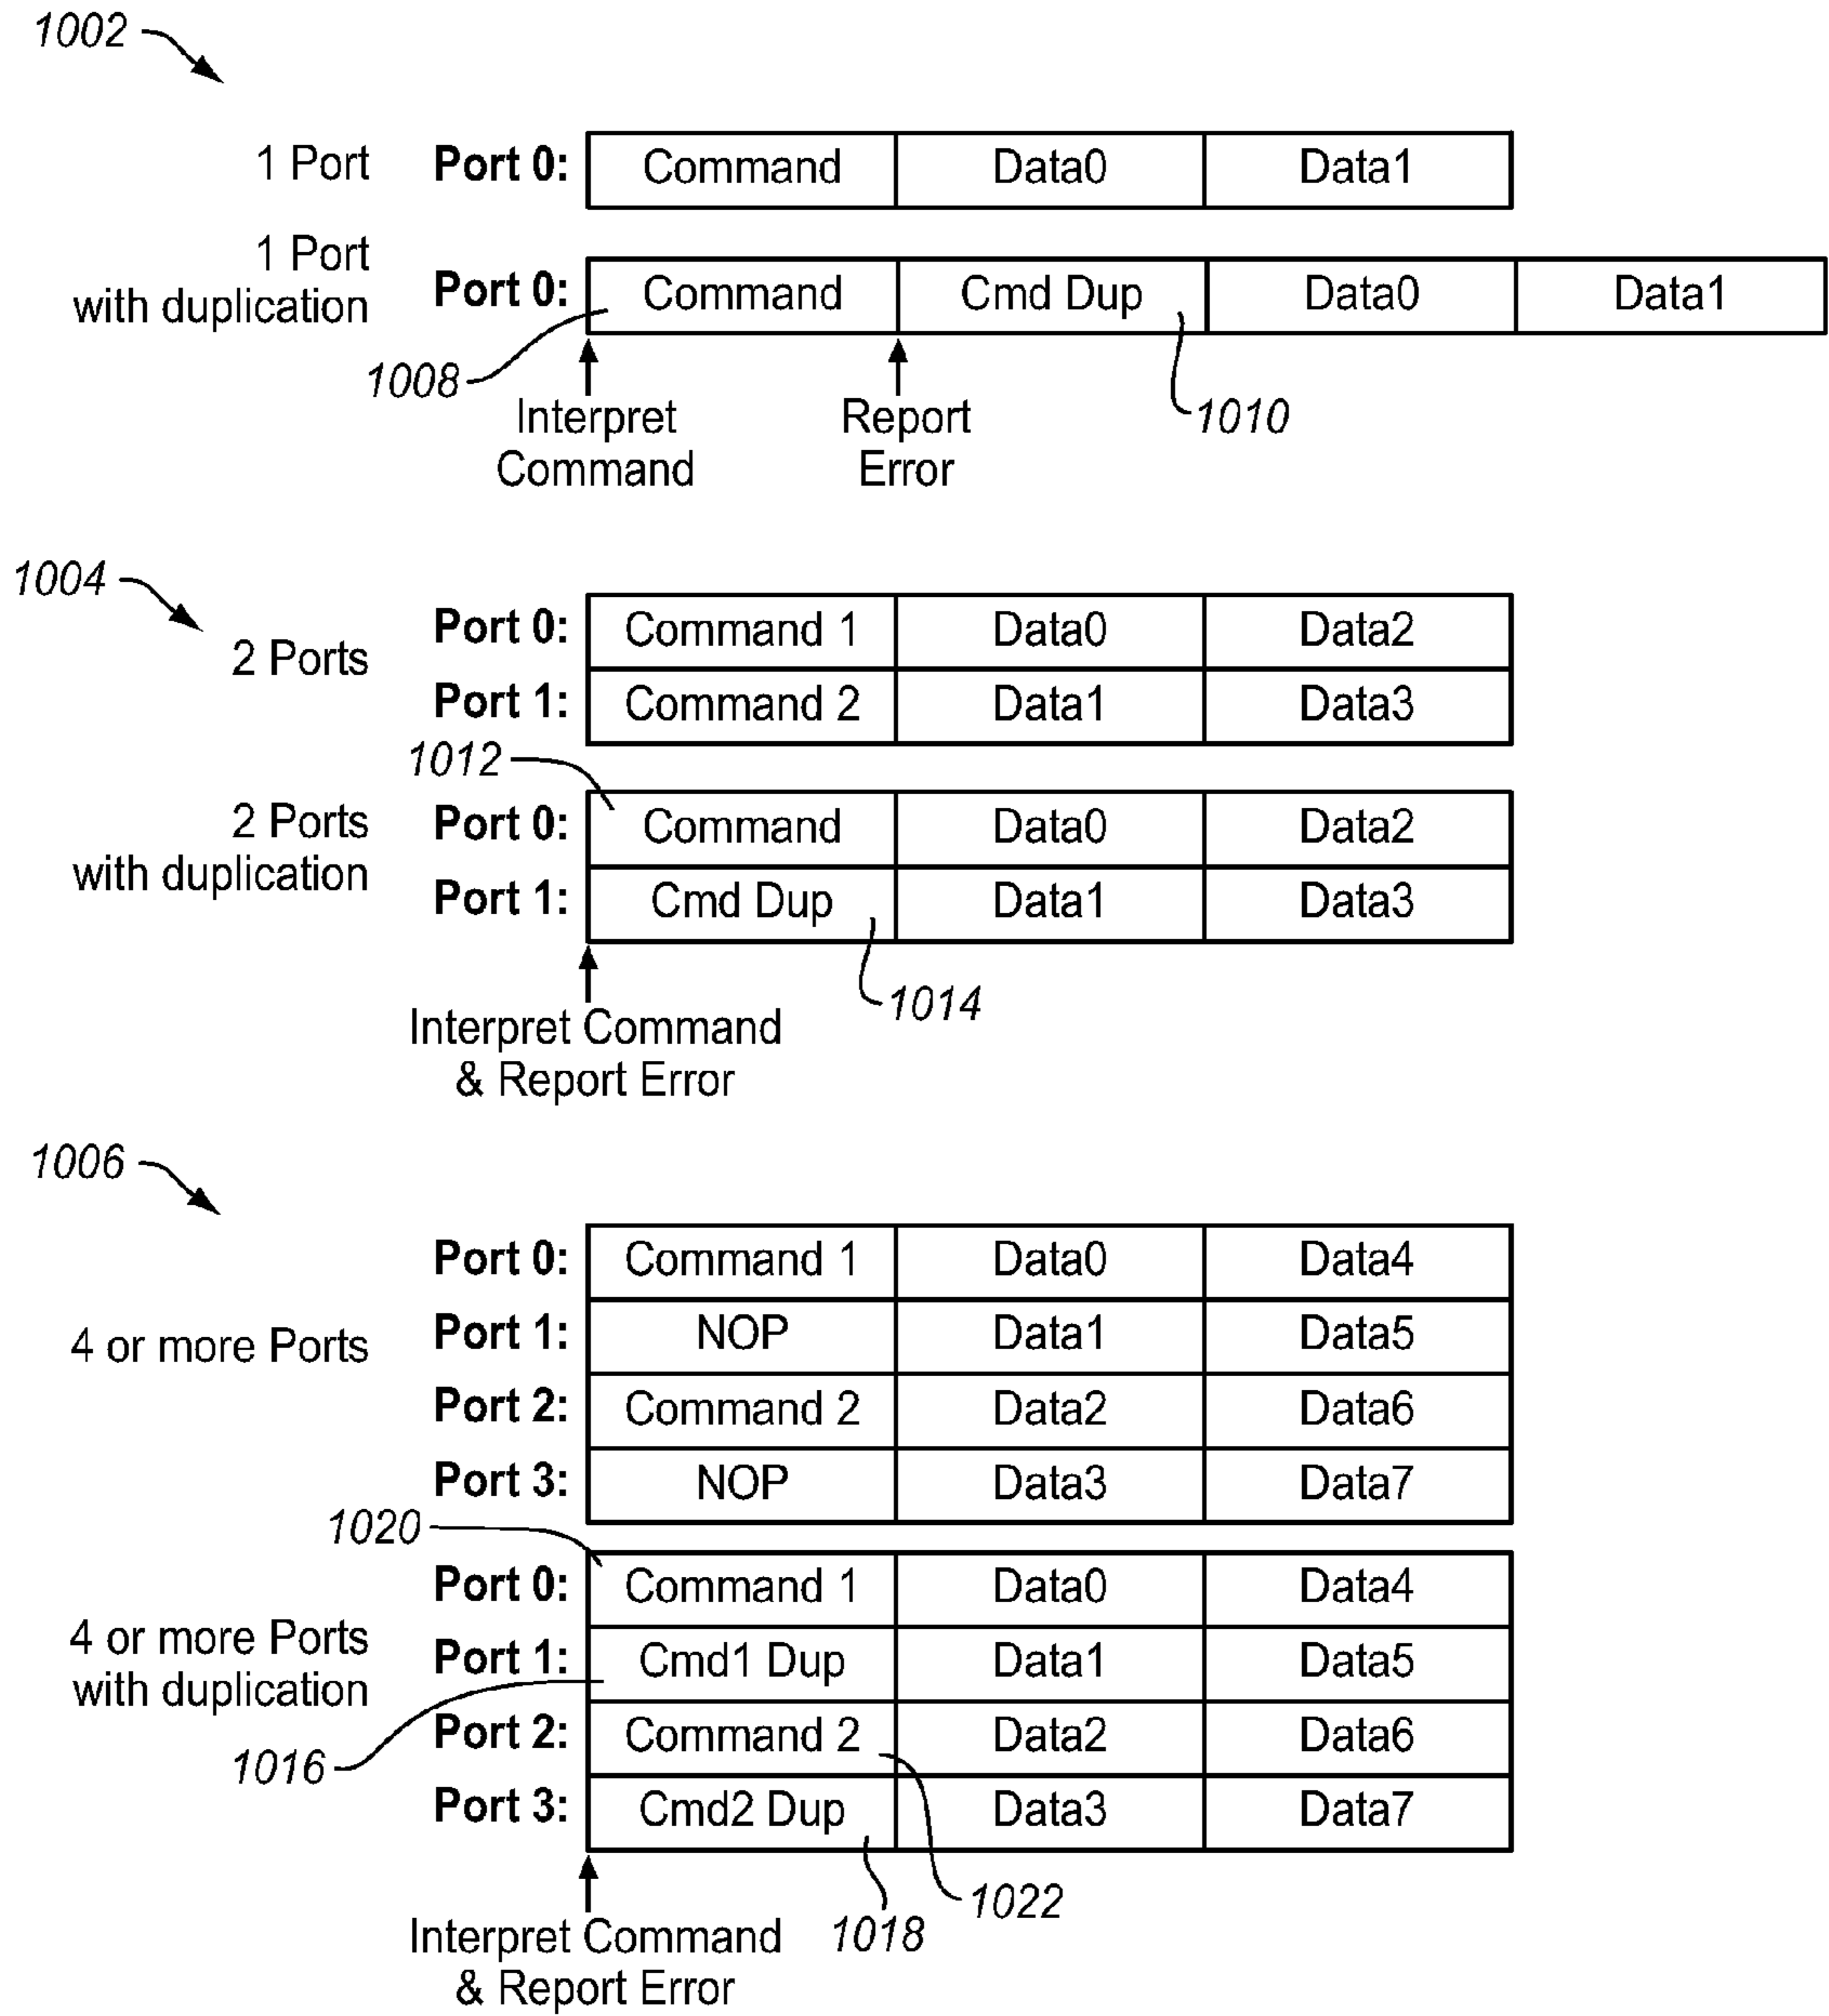 1002
1 Port Port 0: Command Data0 Data1
1 Port
with duplication Port 0: Command Cmd Dup Data0 Data1
1008 1010
Interpret Report
Command Error
1004
2 Ports
Port 0: Command 1 Data0 Data2
Port 1: Command 2 Data1 Data3
1012
2 Ports
with duplication
Port 0: Command Data0 Data2
Port 1: Cmd Dup Data1 Data3
1014
Interpret Command
& Report Error
1006
4 or more Ports
Port 0: Command 1 Data0 Data4
Port 1: NOP Data1 Data5
Port 2: Command 2 Data2 Data6
Port 3: NOP Data3 Data7
1020
4 or more Ports
with duplication
Port 0: Command 1 Data0 Data4
Port 1: Cmd1 Dup Data1 Data5
Port 2: Command 2 Data2 Data6
1016
Port 3: Cmd2 Dup Data3 Data7
1022
1018
Interpret Command
& Report Error